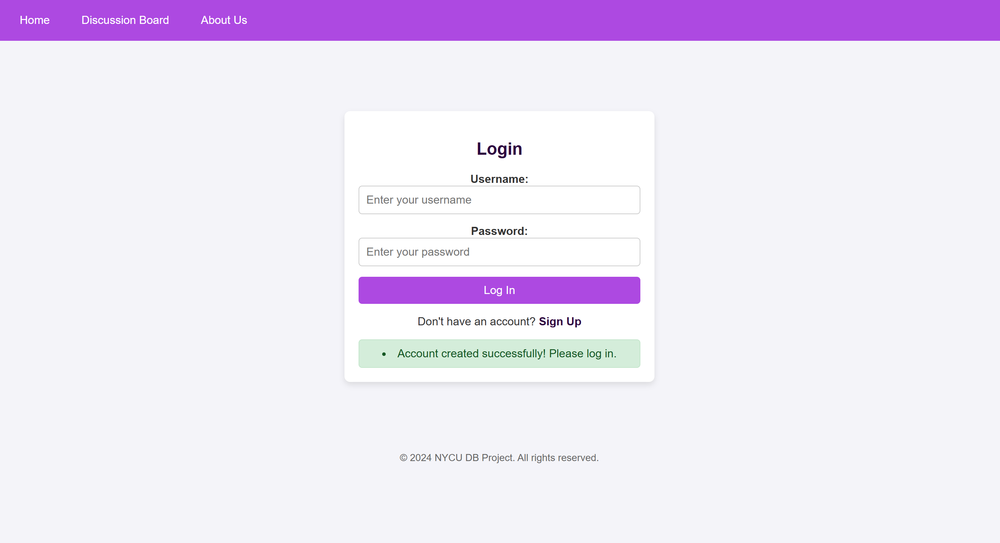 Home Discussion Board About Us
Login
Username:
Enter your username
Password:
Enter your password
Log In
Don't have an account? Sign Up
• Account created successfully! Please log in.
© 2024 NYCU DB Project. All rights reserved.